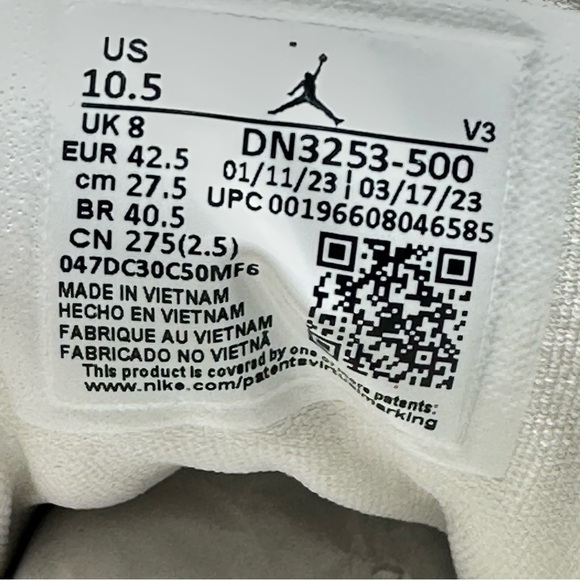 US
10.5
V3
UK 8
EUR 42.5
cm 27.5
BR 40.5
CN 275(2.5)
DN3253-500
01/11/23 | 03/17/23
UPC 00196608046585
047DC30C50MF6
MADE IN VIETNAM
HECHO EN VIETNAM
FABRIQUE AU VIETNAM
FABRICADO NO VIETNÃ
This product is covered by one or more patents:
www.nike.com/patentsvirtualmarking